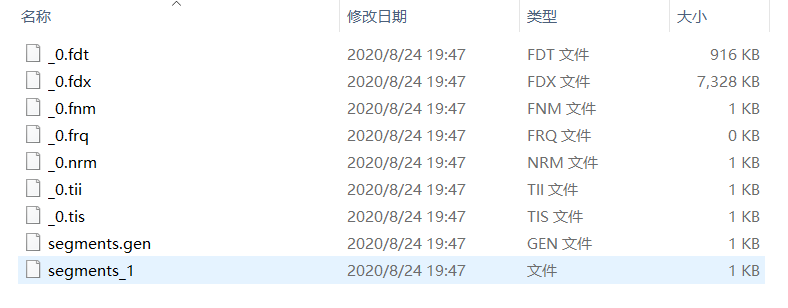 名称 修改日期 类型 大小
_0.fdt 2020/8/24 19:47 FDT 文件 916 KB
_0.fdx 2020/8/24 19:47 FDX 文件 7,328 KB
_0.fnm 2020/8/24 19:47 FNM 文件 1 KB
_0.frq 2020/8/24 19:47 FRQ 文件 0 KB
_0.nrm 2020/8/24 19:47 NRM 文件 1 KB
_0.tii 2020/8/24 19:47 TII 文件 1 KB
_0.tis 2020/8/24 19:47 TIS 文件 1 KB
segments.gen 2020/8/24 19:47 GEN 文件 1 KB
segments_1 2020/8/24 19:47 文件 1 KB